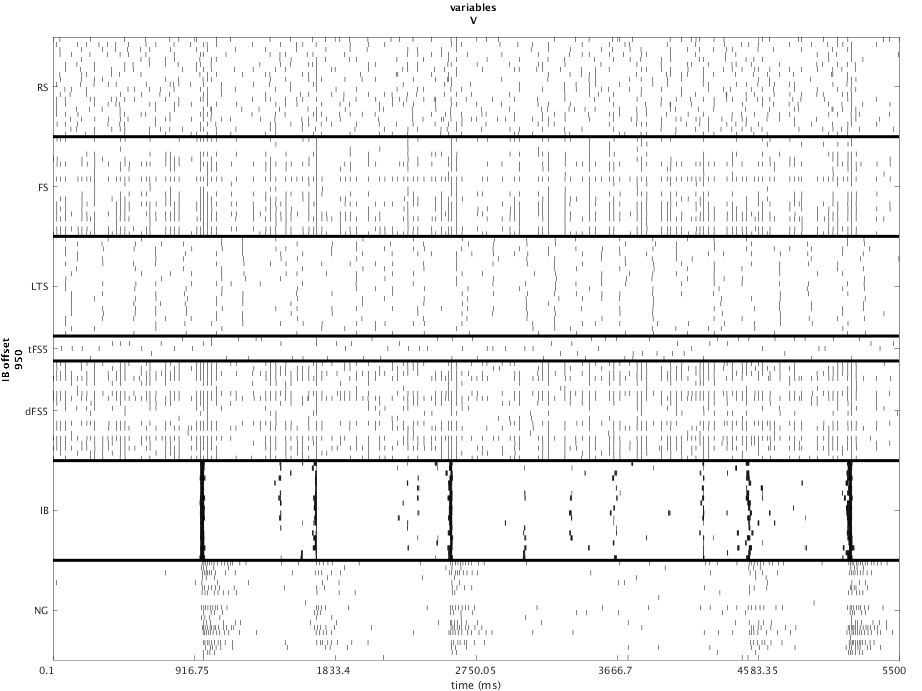 variables
V
RS
FS
LTS
tFS5
dFS5
IB
NG
IB offset
950
0.1 916.75 1833.4 2750.05 3666.7 4583.35 5500
time (ms)